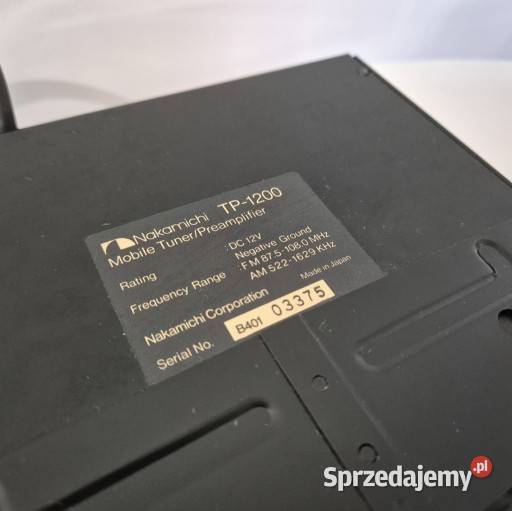 Nakamichi TP-1200
Mobile Tuner/Preamplifier
Rating : DC 12V
Negative Ground
Frequency Range : FM 87.5-108.0 MHz
AM 522-1629 KHz
Nakamichi Corporation Made in Japan
Serial No. B401 03375
Sprzedajemy .pl